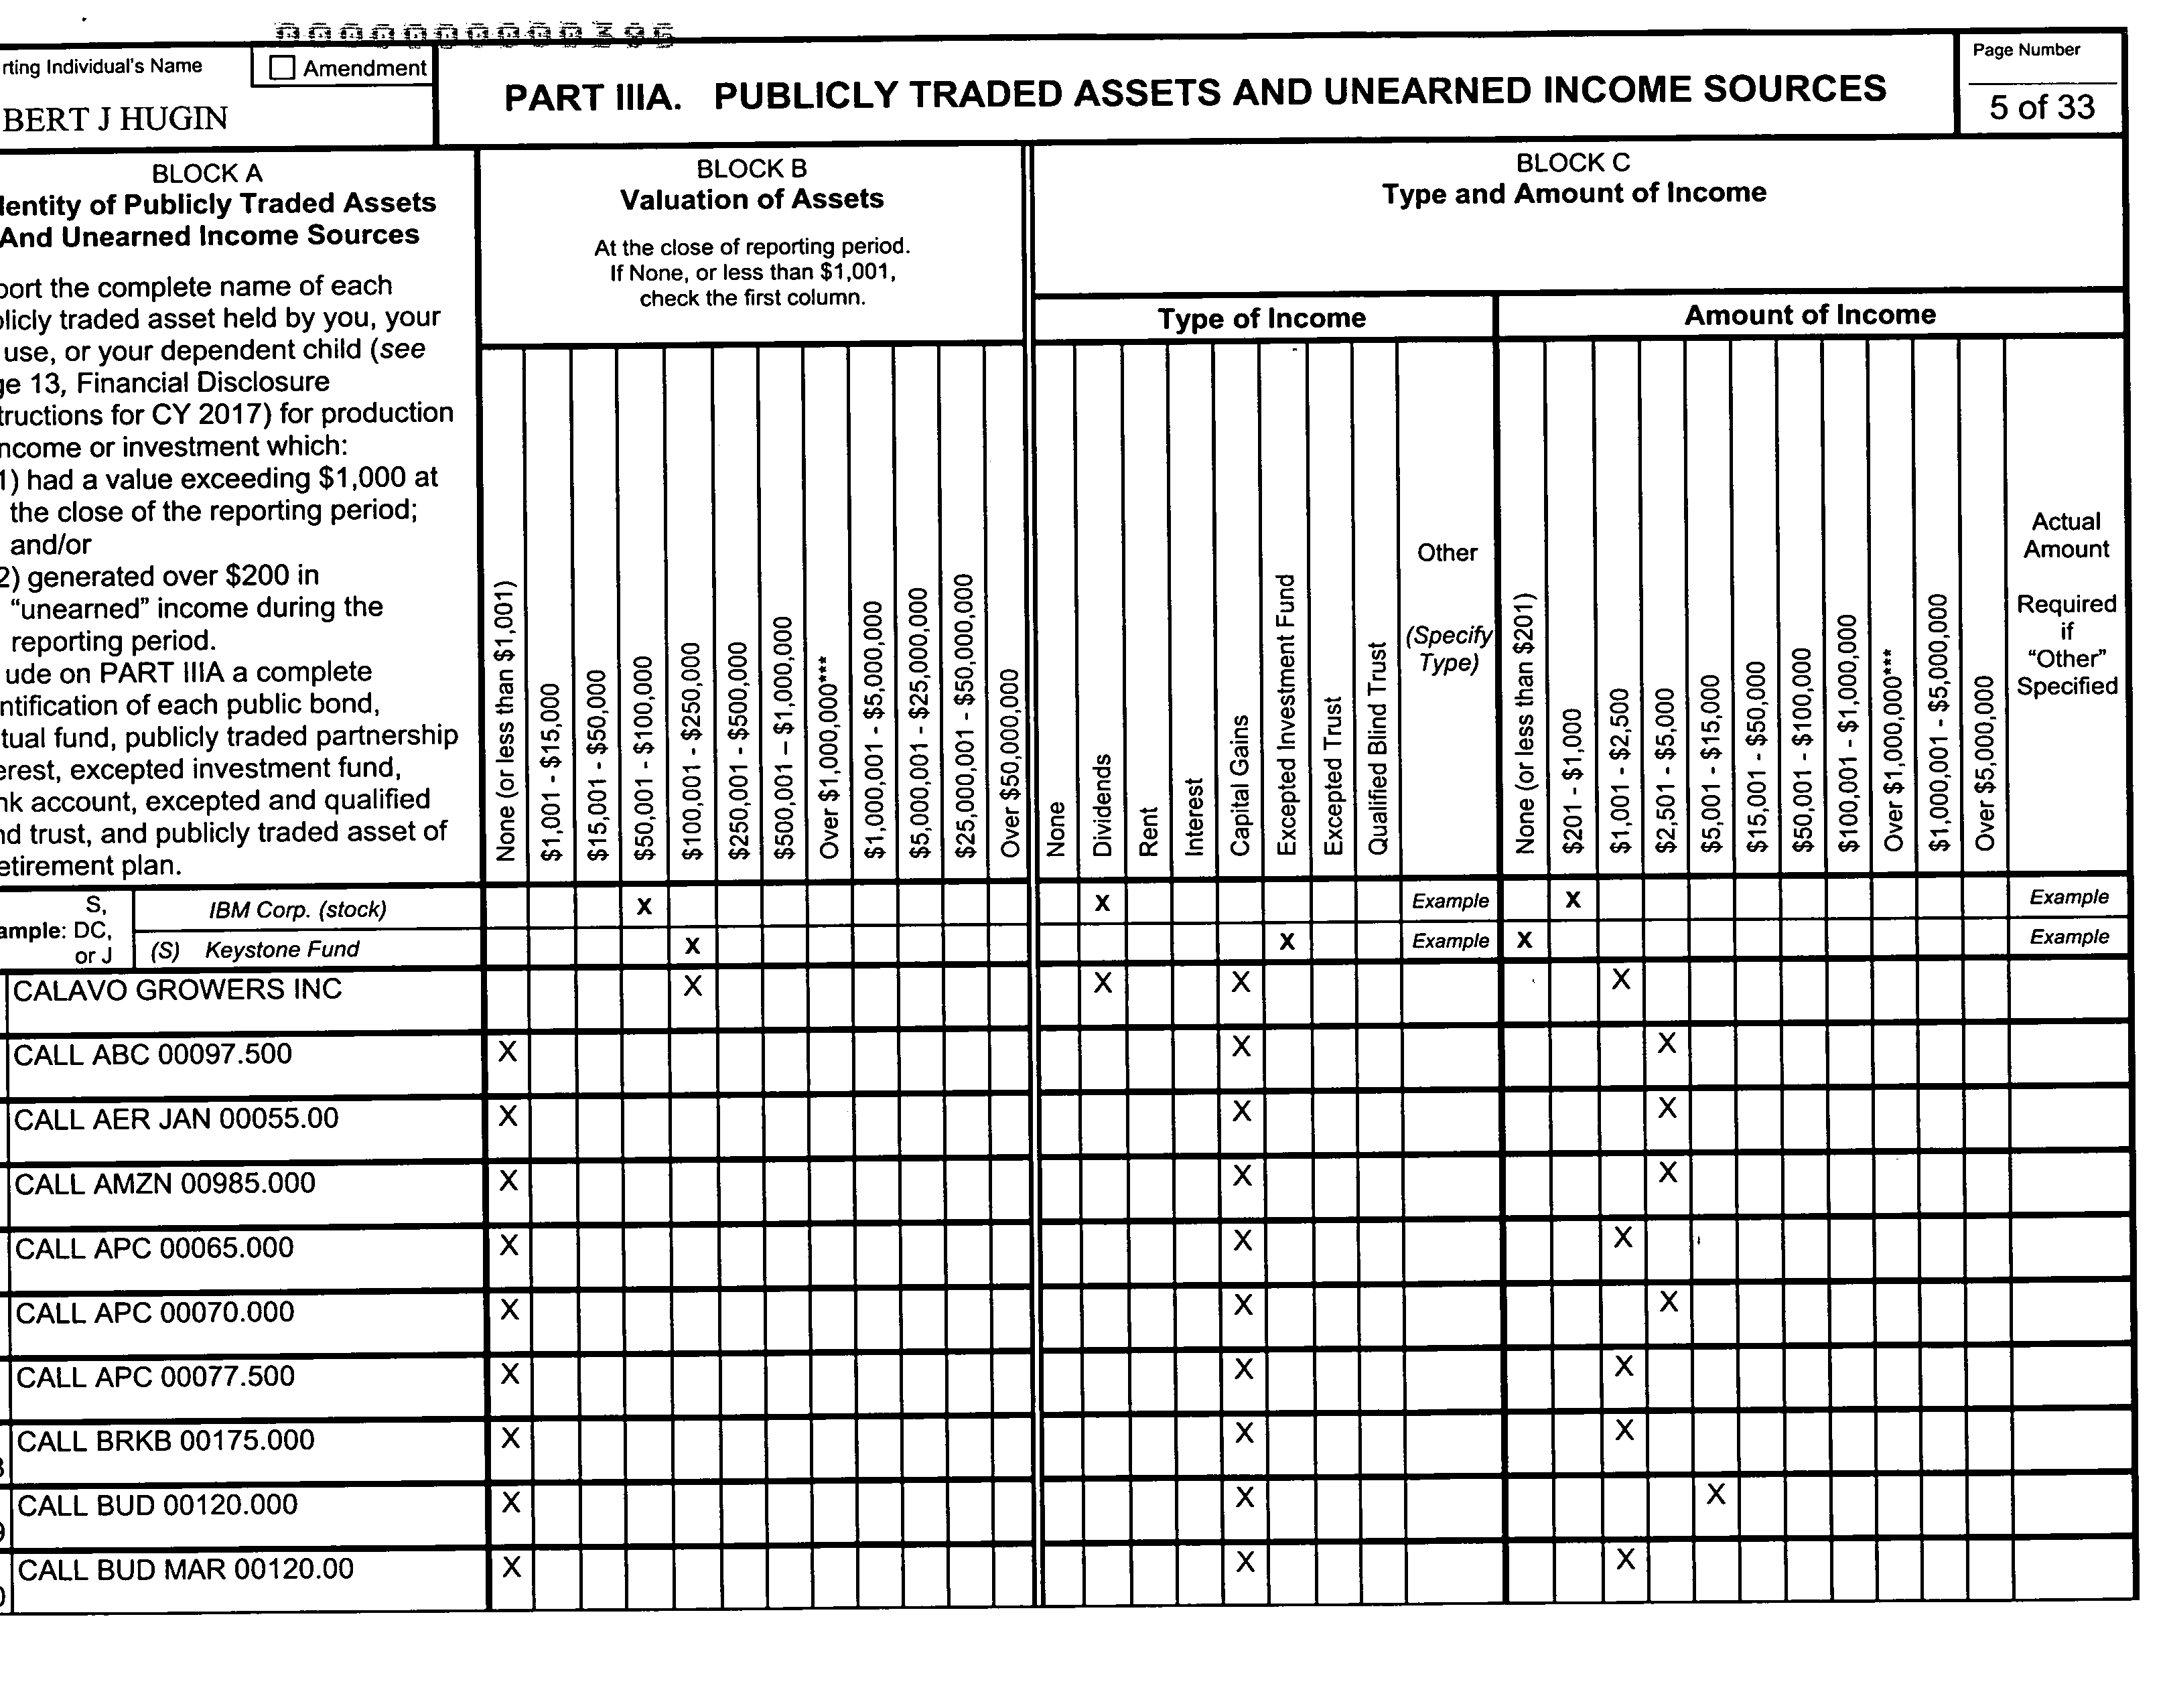 rting Individual's Name
☐ Amendment
BERT J HUGIN
PART IIIA. PUBLICLY TRADED ASSETS AND UNEARNED INCOME SOURCES
Page Number
5 of 33
BLOCK A
dentity of Publicly Traded Assets
And Unearned Income Sources
port the complete name of each
blicly traded asset held by you, your
use, or your dependent child (see
ge 13, Financial Disclosure
tructions for CY 2017) for production
ncome or investment which:
1) had a value exceeding $1,000 at
the close of the reporting period;
and/or
2) generated over $200 in
“unearned” income during the
reporting period.
ude on PART IIIA a complete
ntification of each public bond,
tual fund, publicly traded partnership
erest, excepted investment fund,
nk account, excepted and qualified
nd trust, and publicly traded asset of
etirement plan.
BLOCK B
Valuation of Assets
At the close of reporting period.
If None, or less than $1,001,
check the first column.
None (or less than $1,001)
$1,001 - $15,000
$15,001 - $50,000
$50,001 - $100,000
$100,001 - $250,000
$250,001 - $500,000
$500,001 – $1,000,000
Over $1,000,000***
$1,000,001 - $5,000,000
$5,000,001 - $25,000,000
$25,000,001 - $50,000,000
Over $50,000,000
BLOCK C
Type and Amount of Income
Type of Income
None
Dividends
Rent
Interest
Capital Gains
Excepted Investment Fund
Excepted Trust
Qualified Blind Trust
Other
(Specify
Type)
Amount of Income
None (or less than $201)
$201 - $1,000
$1,001 - $2,500
$2,501 - $5,000
$5,001 - $15,000
$15,001 - $50,000
$50,001 - $100,000
$100,001 - $1,000,000
Over $1,000,000***
$1,000,001 - $5,000,000
Over $5,000,000
Actual
Amount
Required
if
“Other”
Specified
S,
ample: DC,
or J
IBM Corp. (stock) X X Example X Example
(S) Keystone Fund X X Example X Example
CALAVO GROWERS INC X X X X
CALL ABC 00097.500 X X X
CALL AER JAN 00055.00 X X X
CALL AMZN 00985.000 X X X
CALL APC 00065.000 X X X
CALL APC 00070.000 X X X
CALL APC 00077.500 X X X
CALL BRKB 00175.000 X X X
CALL BUD 00120.000 X X X
CALL BUD MAR 00120.00 X X X